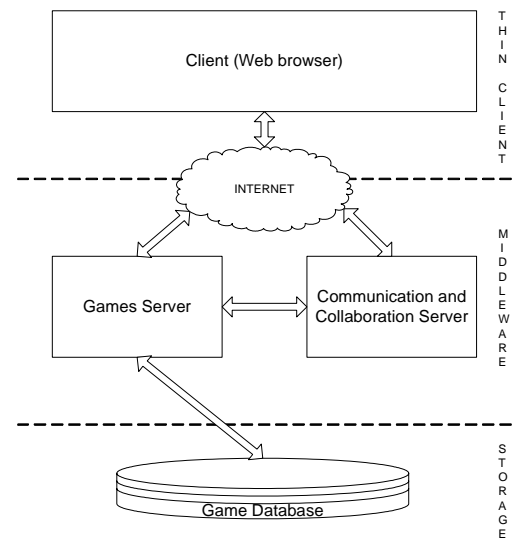 Client (Web browser)
THIN CLIENT
INTERNET
Games Server
Communication and
Collaboration Server
MIDDLEWARE
Game Database
STORAGE